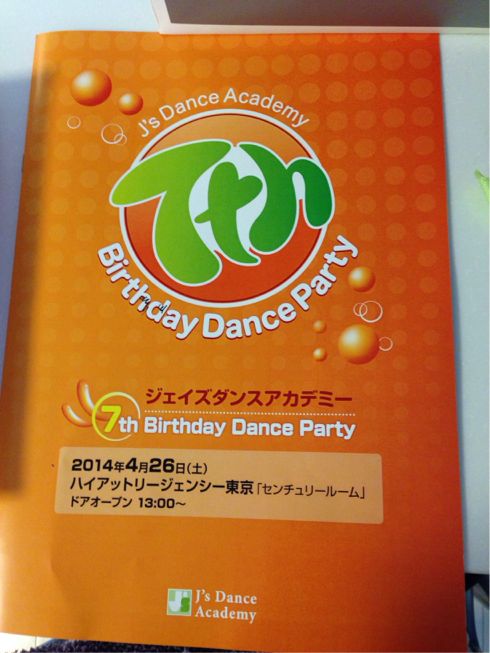 J's Dance Academy
7th
Birthday Dance Party
ジェイズダンスアカデミー
7th Birthday Dance Party
2014年4月26日(土)
ハイアットリージェンシー東京「センチュリールーム」
ドアオープン 13:00〜
J's Dance
Academy